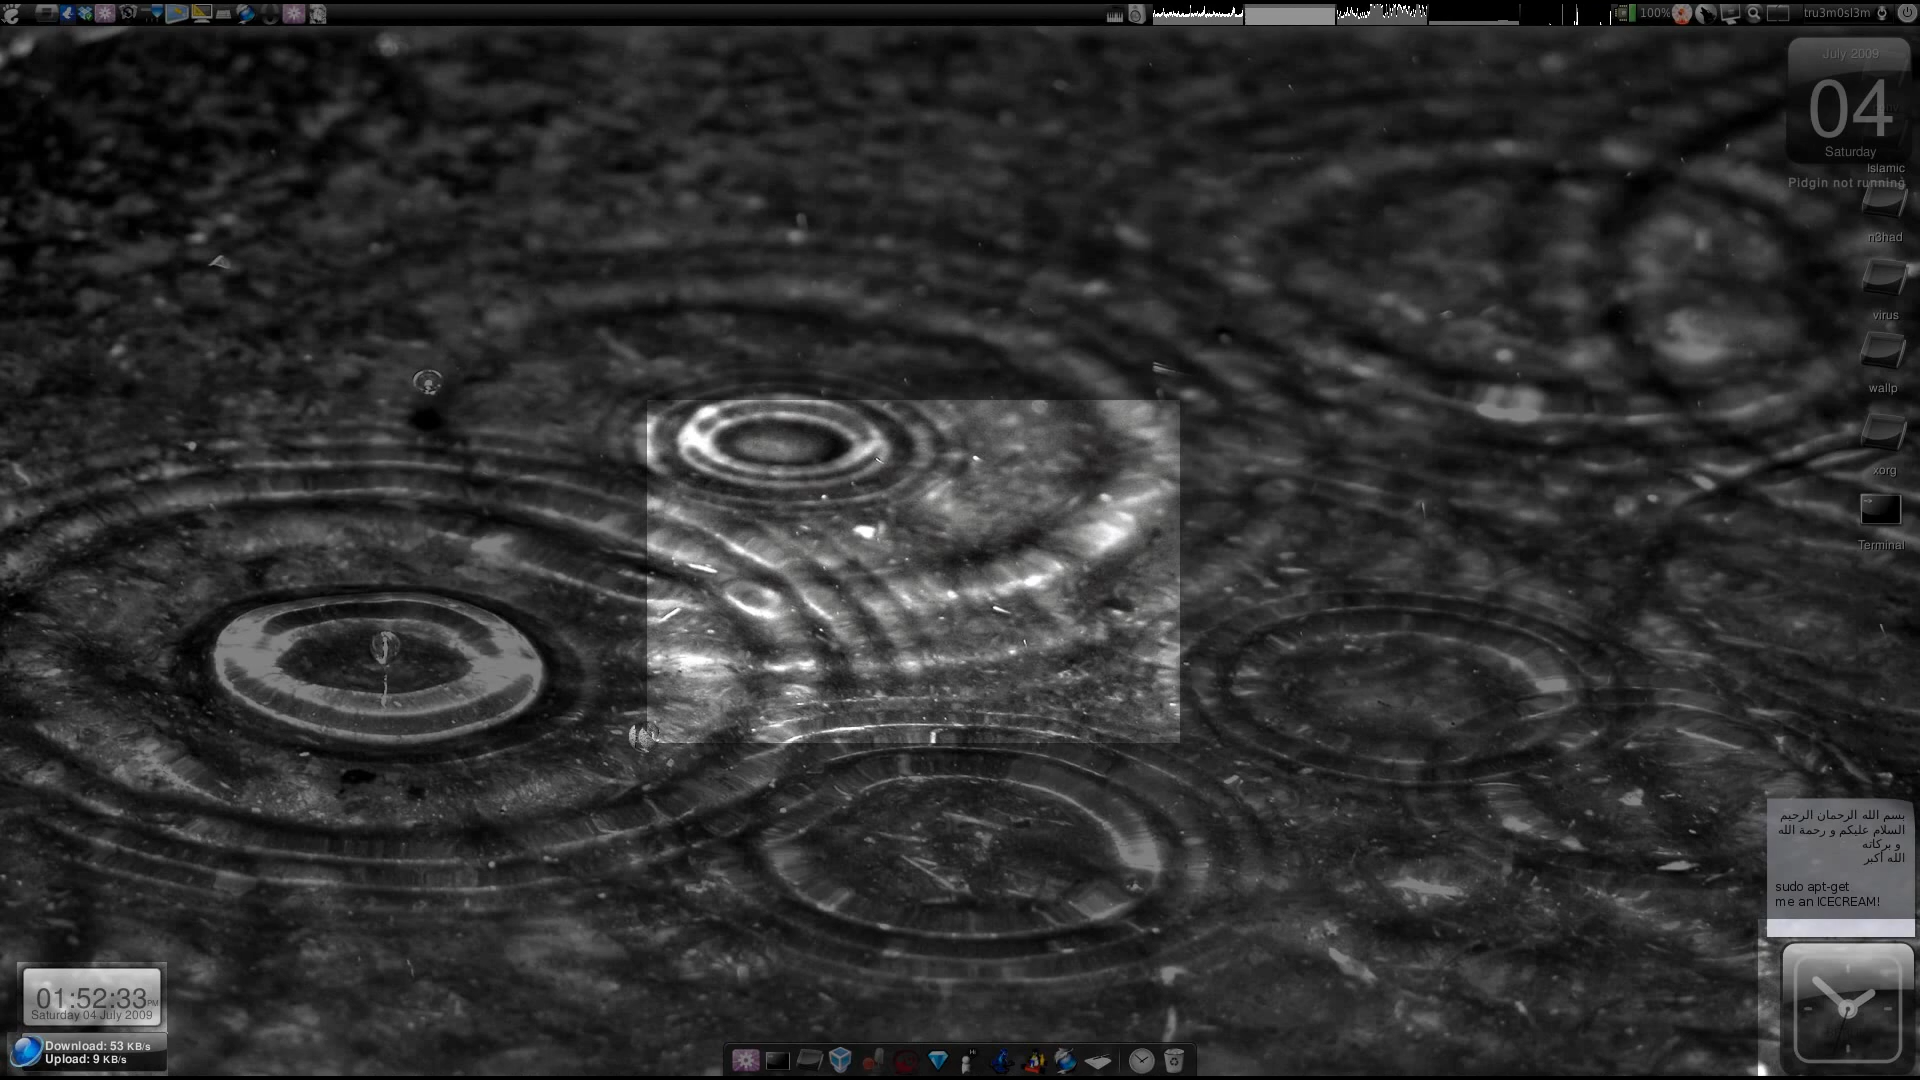 100%
tru3m0sl3m
July 2009
04
Saturday
Islamic
Pidgin not running
n3had
virus
wallp
xorg
Terminal
بسم الله الرحمان الرحيم
السلام عليكم و رحمة الله
و بركاته
الله أكبر
sudo apt-get
me an ICECREAM!
01:52:33 PM
Saturday 04 July 2009
Download: 53 KB/s
Upload: 9 KB/s